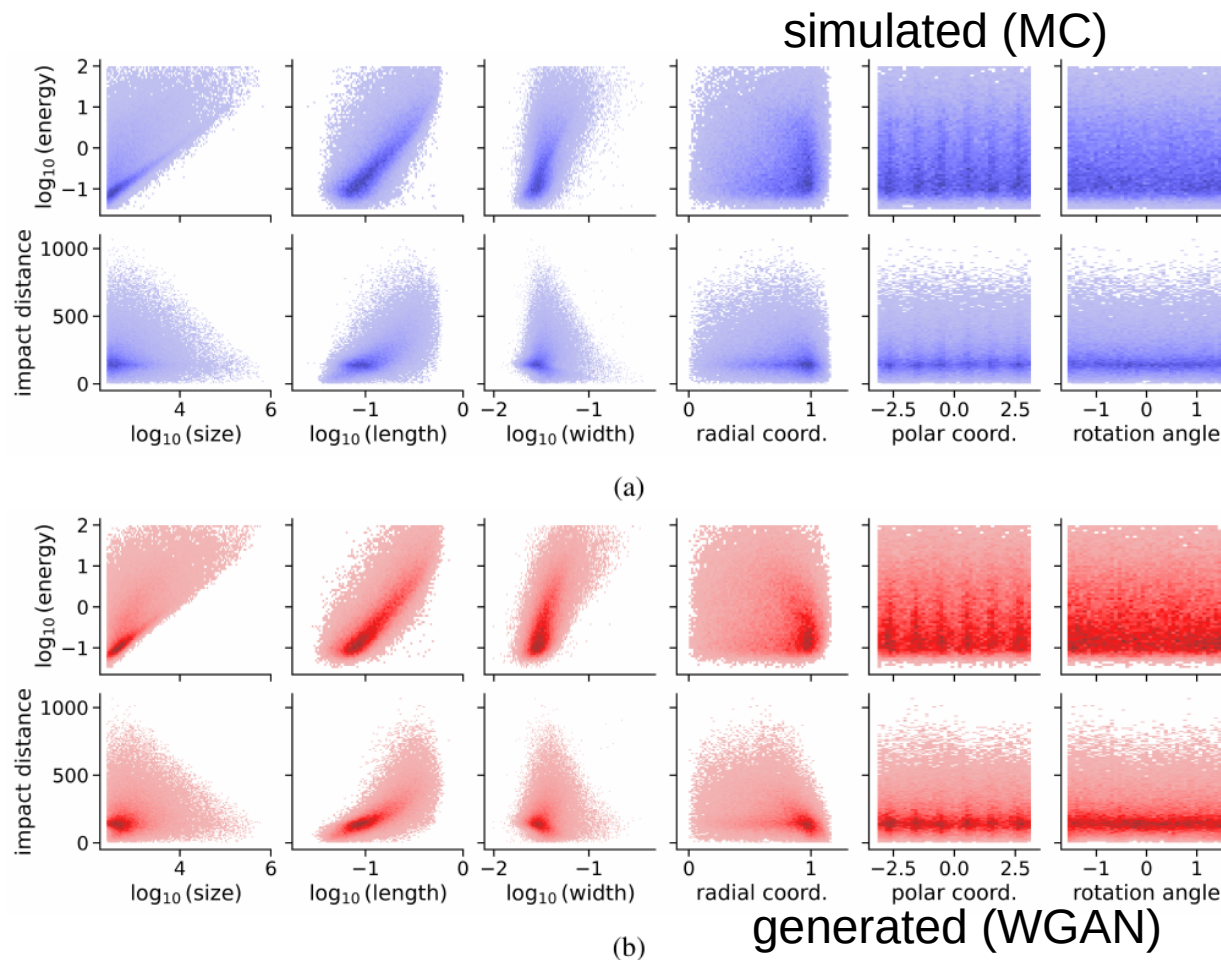 simulated (MC)
2
1
0
−1
log₁₀ (energy)
1000
500
0
impact distance
4 6
−1 0
−2 −1
0 1
−2.5 0.0 2.5
−1 0 1
log₁₀ (size) log₁₀ (length) log₁₀ (width) radial coord. polar coord. rotation angle
(a)
2
1
0
−1
log₁₀ (energy)
1000
500
0
impact distance
4 6
−1 0
−2 −1
0 1
−2.5 0.0 2.5
−1 0 1
log₁₀ (size) log₁₀ (length) log₁₀ (width) radial coord. polar coord. rotation angle
generated (WGAN)
(b)